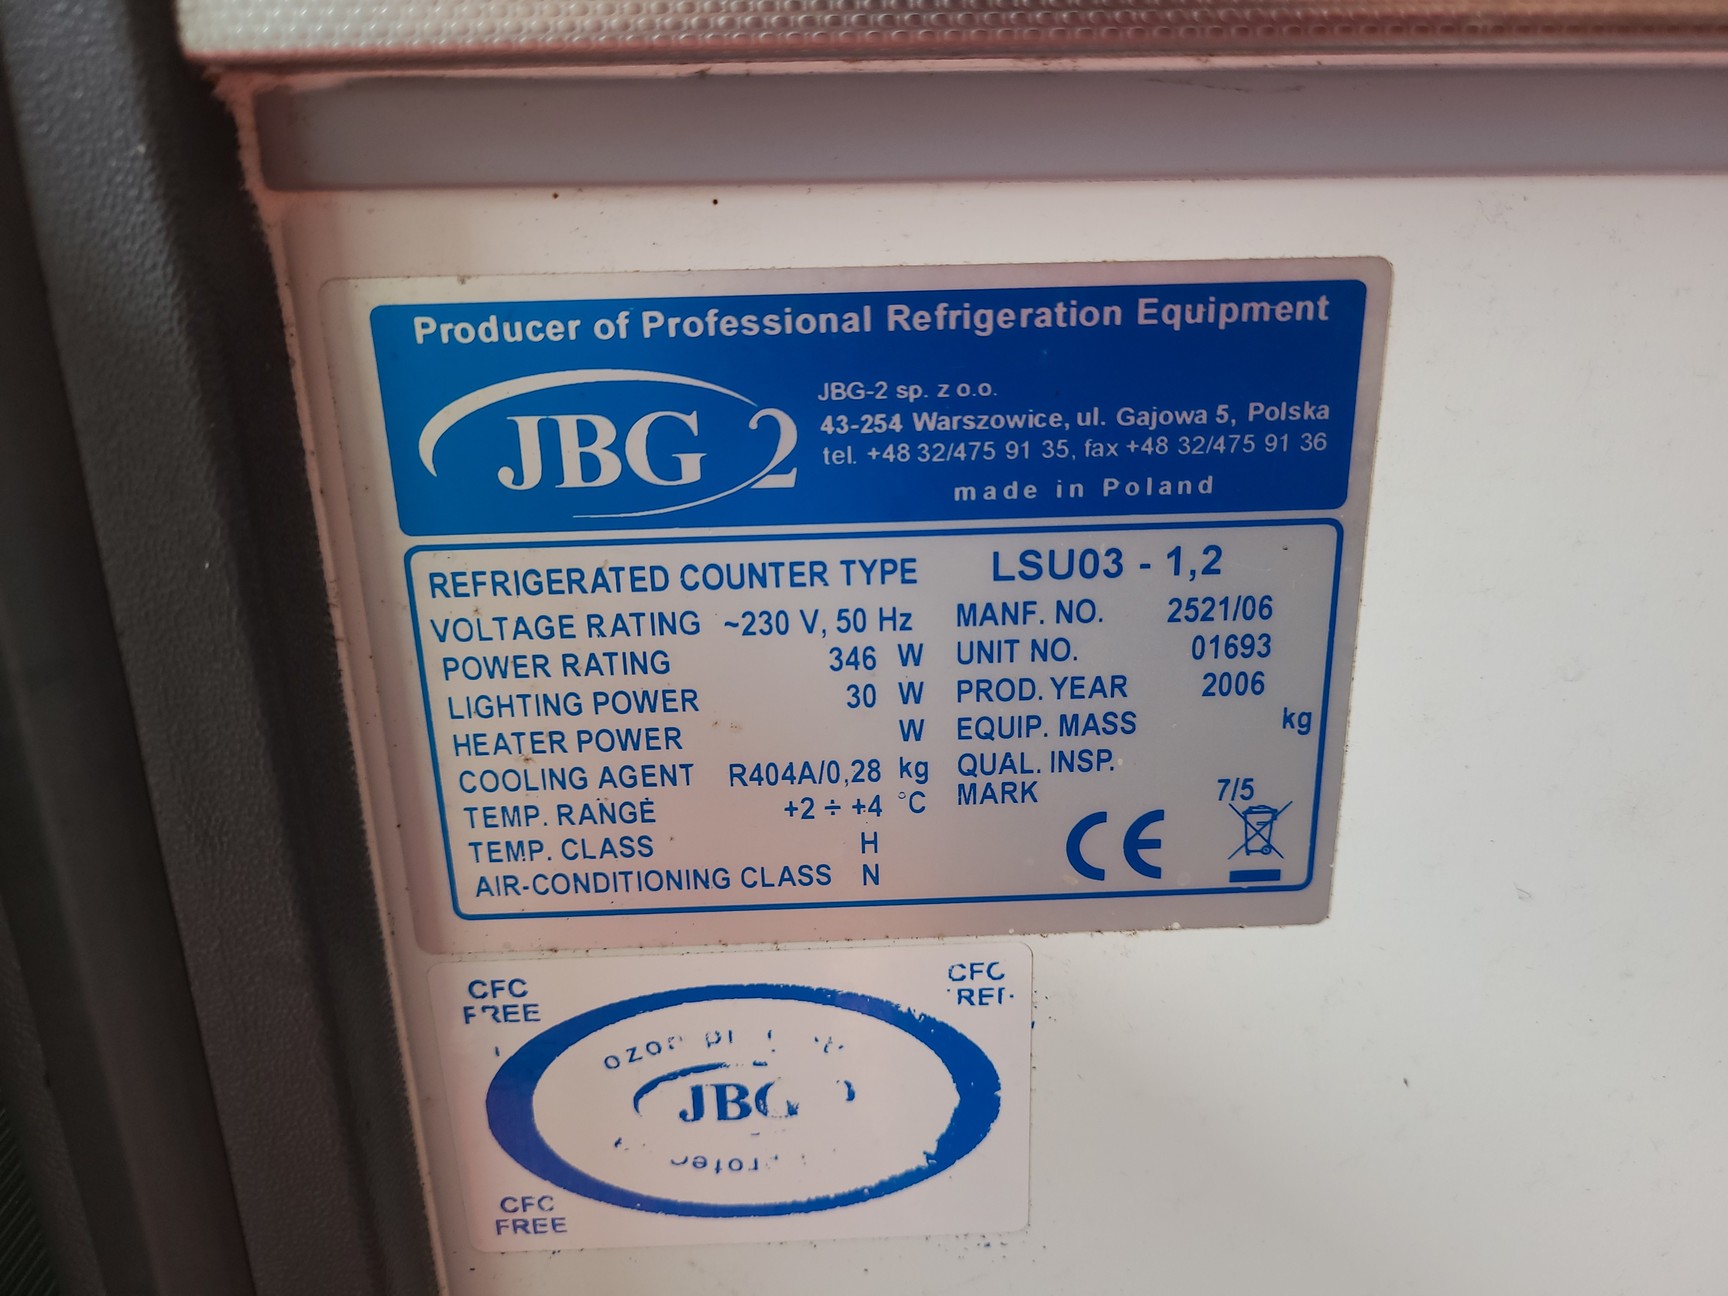 Producer of Professional Refrigeration Equipment
JBG 2
JBG-2 sp. z o.o.
43-254 Warszowice, ul. Gajowa 5, Polska
tel. +48 32/475 91 35, fax +48 32/475 91 36
made in Poland
REFRIGERATED COUNTER TYPE LSU03 - 1,2
VOLTAGE RATING ~230 V, 50 Hz MANF. NO. 2521/06
POWER RATING 346 W UNIT NO. 01693
LIGHTING POWER 30 W PROD. YEAR 2006
HEATER POWER W EQUIP. MASS kg
COOLING AGENT R404A/0,28 kg QUAL. INSP.
TEMP. RANGE +2 ÷ +4 °C MARK 7/5
TEMP. CLASS H
AIR-CONDITIONING CLASS N
CE
CFC
FREE
CFC
JBG
CFC
FREE